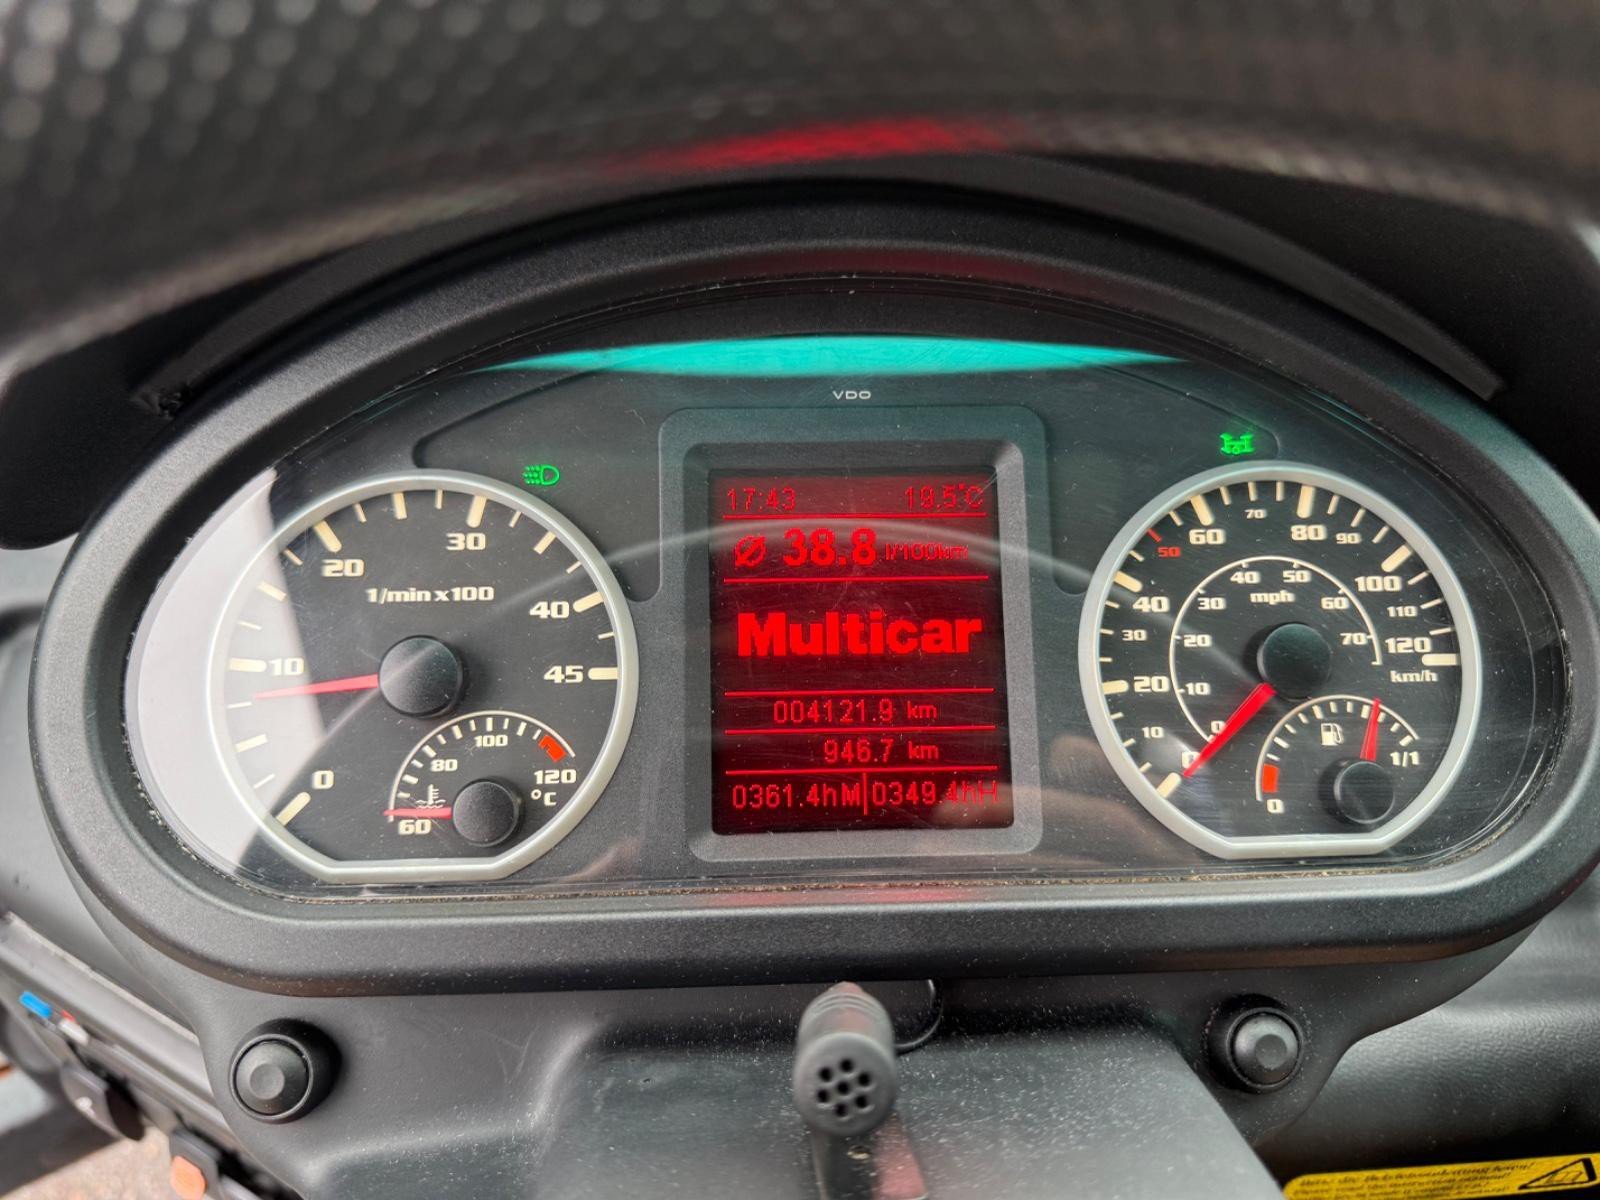 VDO
17:43 18.5°C
Ø 38.8 l/100km
Multicar
004121.9 km
946.7 km
0361.4hM 0349.4hH
0 10 20 30 40 45
1/min x100
60 80 100 120
°C
0 10 20 30 40 50 60 70 80 90 100 110 120
km/h
0 10 20 30 40 50 60 70
mph
0 1/1